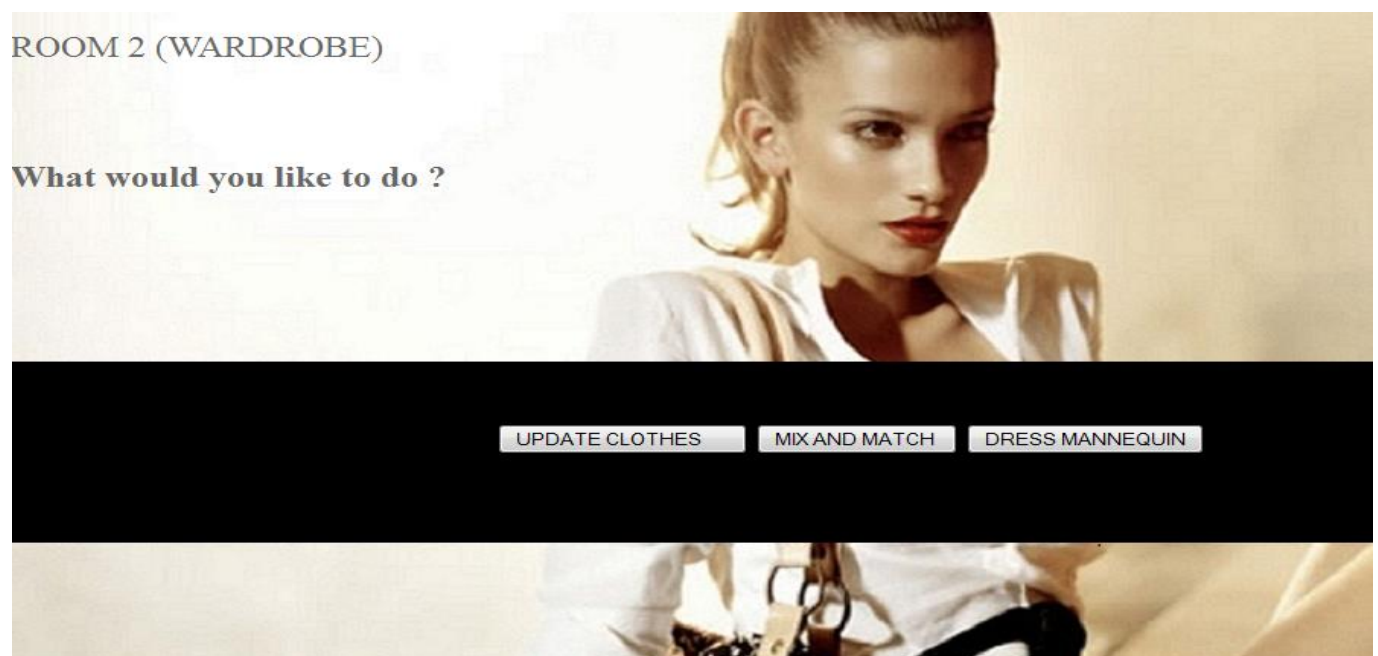 ROOM 2 (WARDROBE)
What would you like to do ?
UPDATE CLOTHES MIX AND MATCH DRESS MANNEQUIN